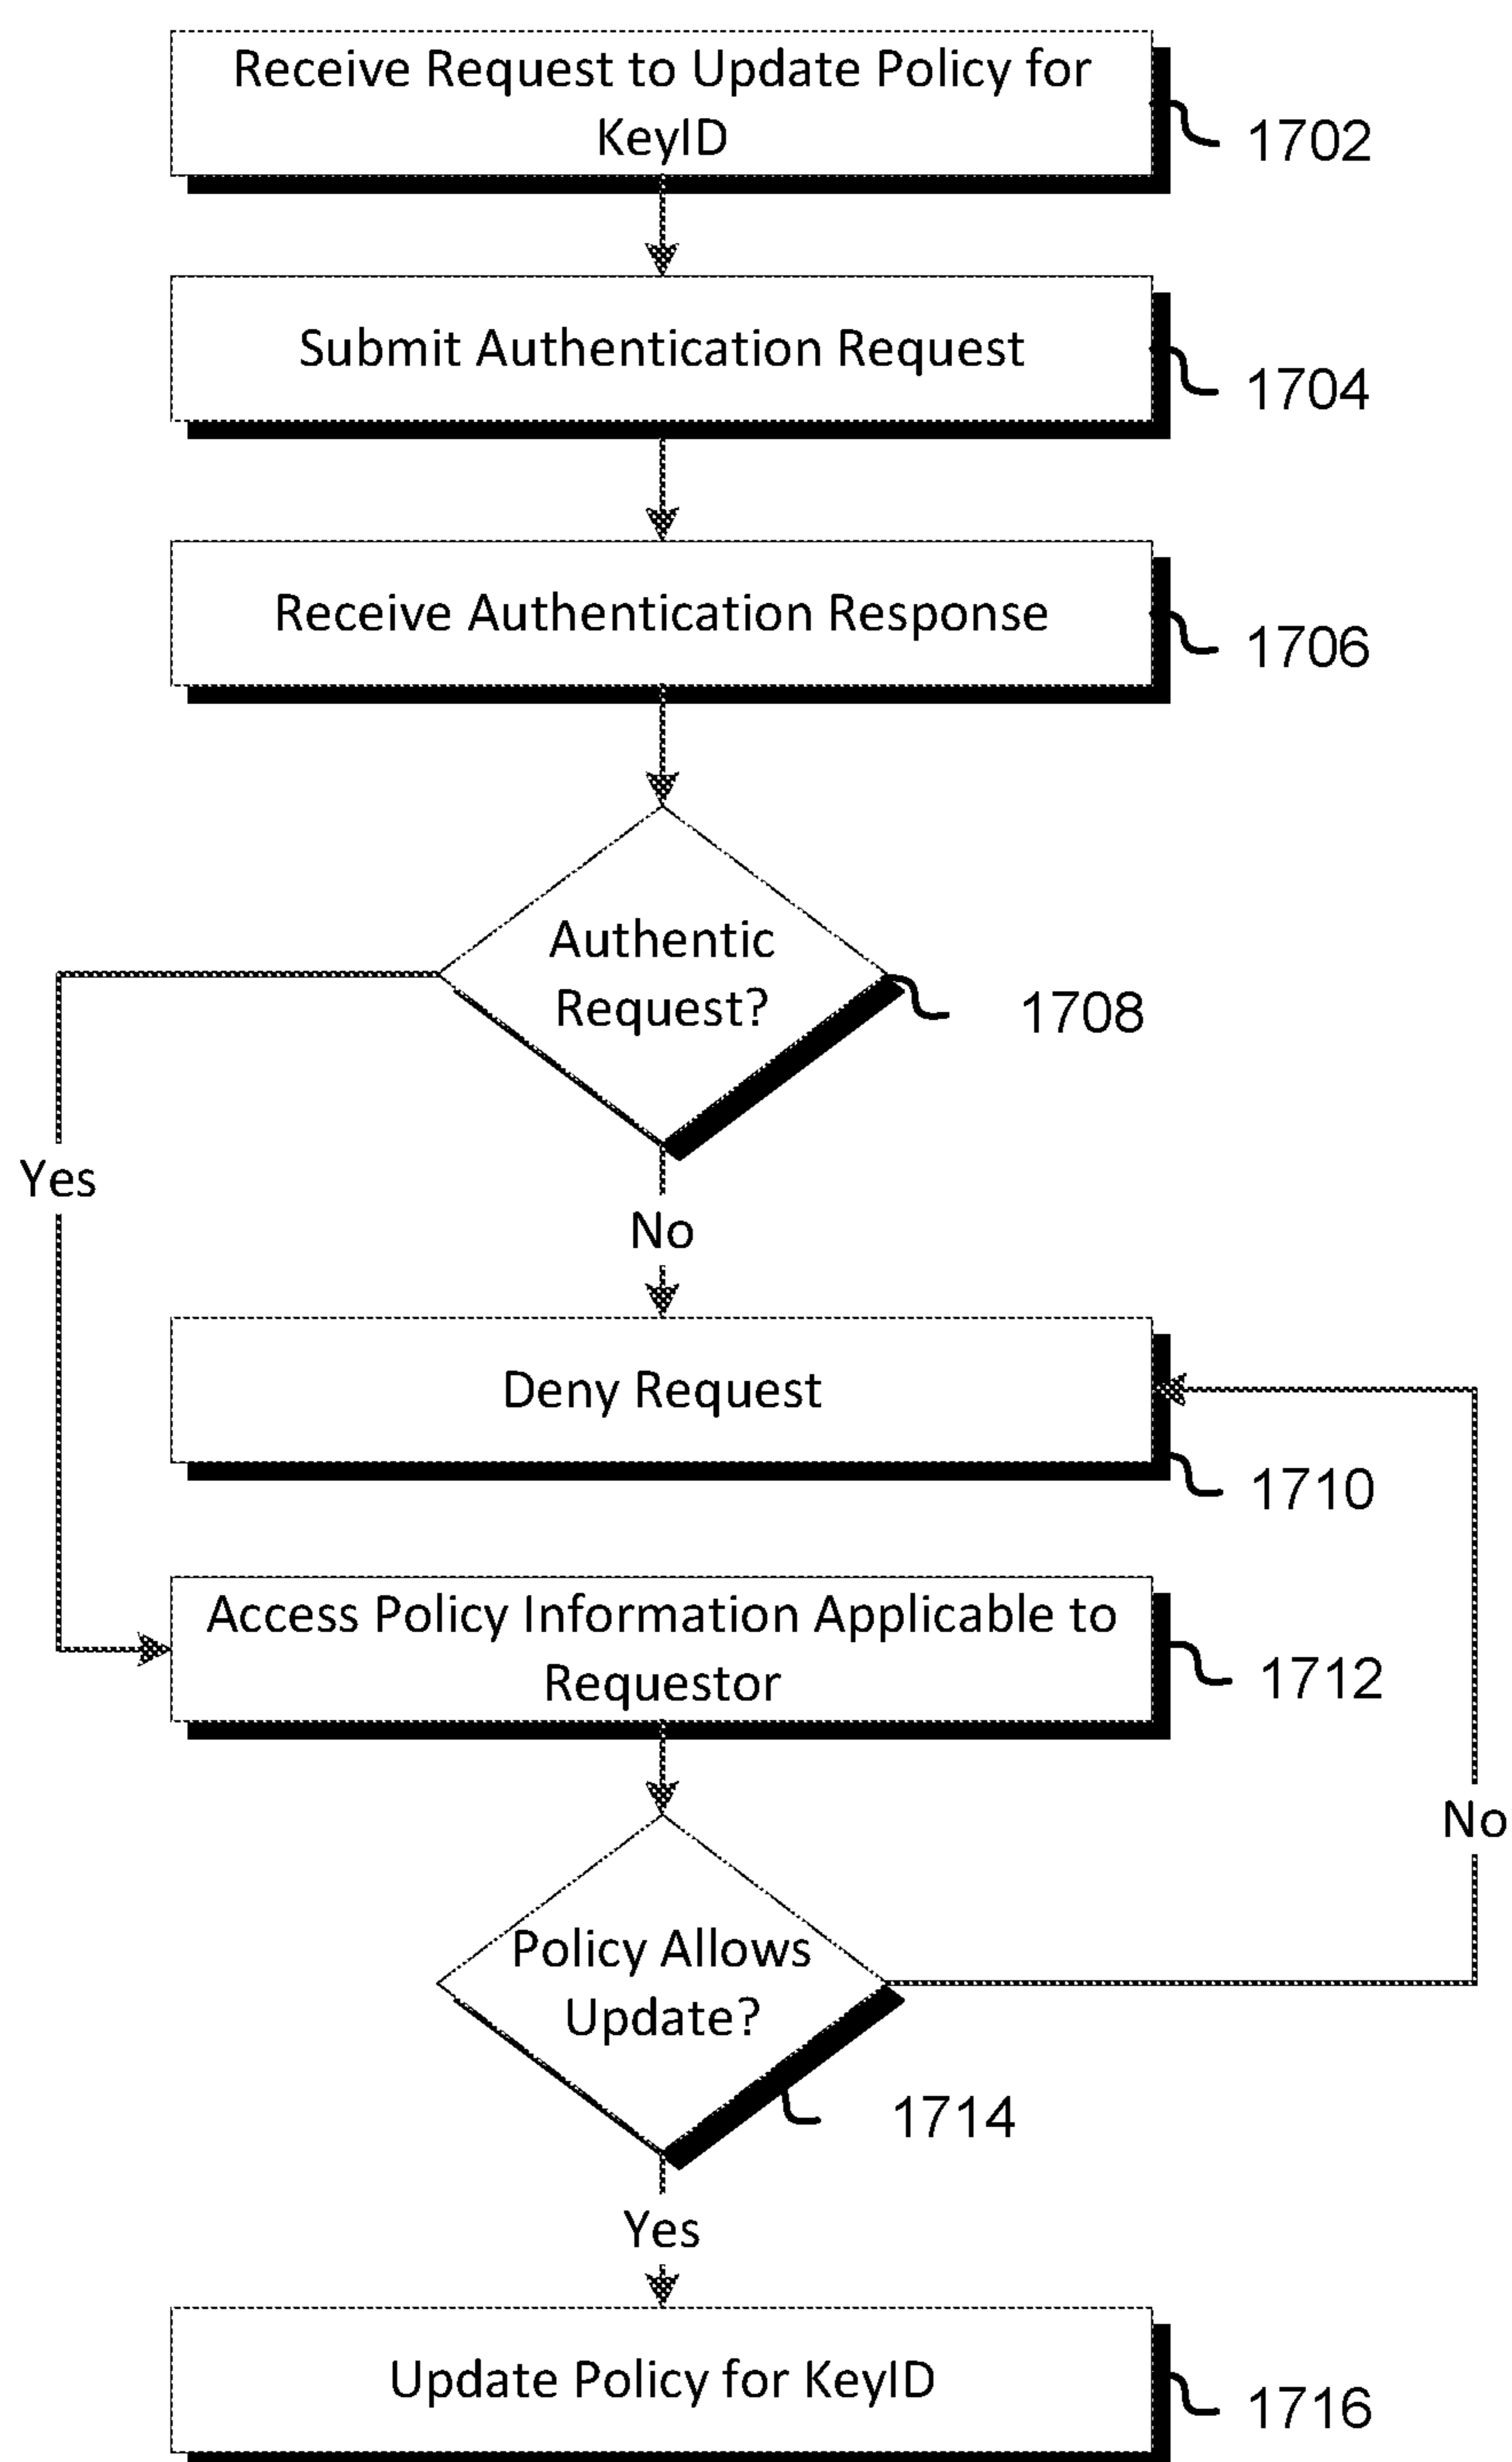 Receive Request to Update Policy for
KeyID
1702
Submit Authentication Request
1704
Receive Authentication Response
1706
Authentic
Request?
1708
Yes
No
Deny Request
1710
Access Policy Information Applicable to
Requestor
1712
No
Policy Allows
Update?
1714
Yes
Update Policy for KeyID
1716